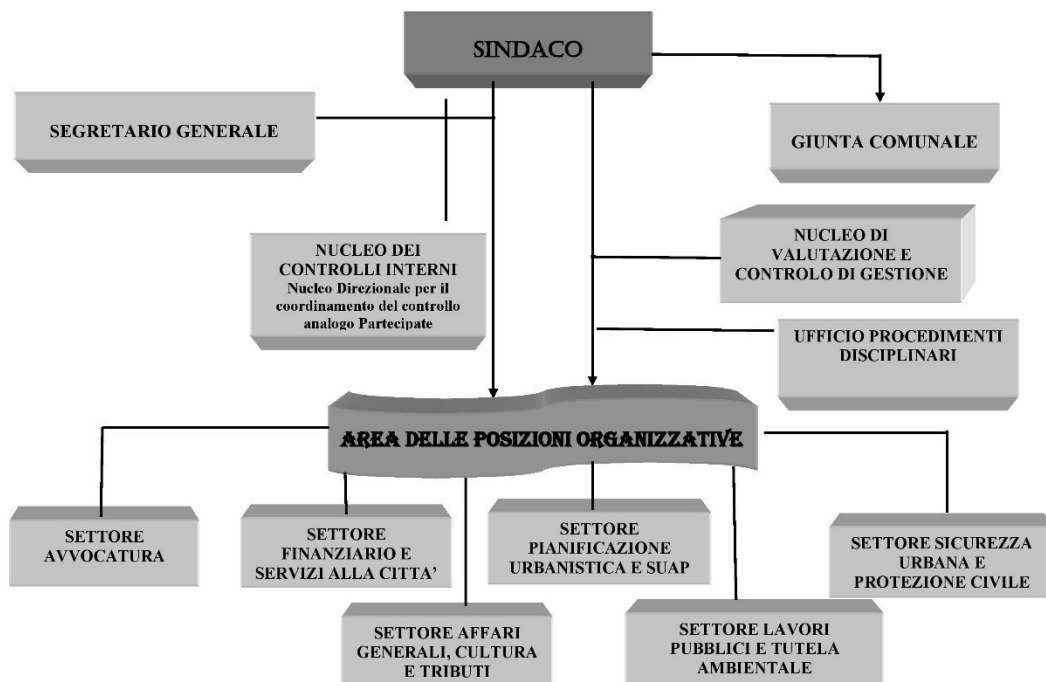 SINDACO
SEGRETARIO GENERALE
GIUNTA COMUNALE
NUCLEO DEI
CONTROLLI INTERNI
Nucleo Direzionale per il
coordinamento del controllo
analogo Partecipate
NUCLEO DI
VALUTAZIONE E
CONTROLO DI GESTIONE
UFFICIO PROCEDIMENTI
DISCIPLINARI
AREA DELLE POSIZIONI ORGANIZZATIVE
SETTORE
AVVOCATURA
SETTORE
FINANZIARIO E
SERVIZI ALLA CITTA’
SETTORE
PIANIFICAZIONE
URBANISTICA E SUAP
SETTORE SICUREZZA
URBANA E
PROTEZIONE CIVILE
SETTORE AFFARI
GENERALI, CULTURA
E TRIBUTI
SETTORE LAVORI
PUBBLICI E TUTELA
AMBIENTALE